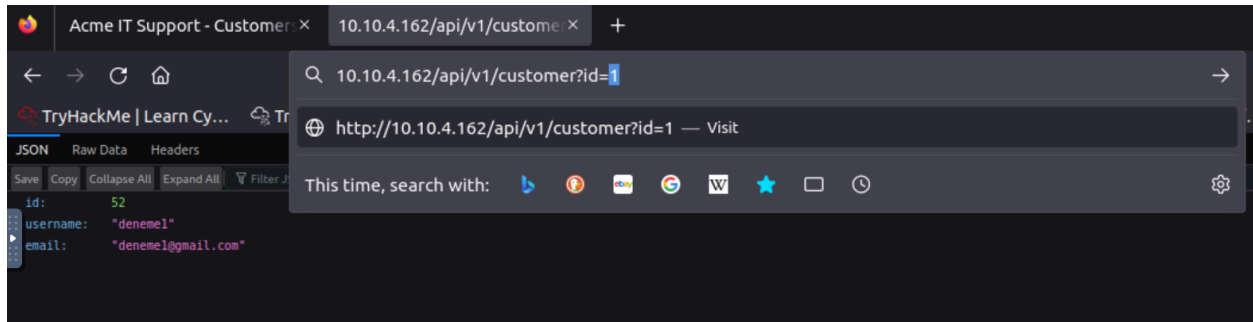 Acme IT Support - Customers
10.10.4.162/api/v1/custome
10.10.4.162/api/v1/customer?id=1
TryHackMe | Learn Cy...
Tr
http://10.10.4.162/api/v1/customer?id=1 — Visit
JSON Raw Data Headers
Save Copy Collapse All Expand All Filter JS
This time, search with:
ebay G W
id: 52
username: "deneme1"
email: "deneme1@gmail.com"